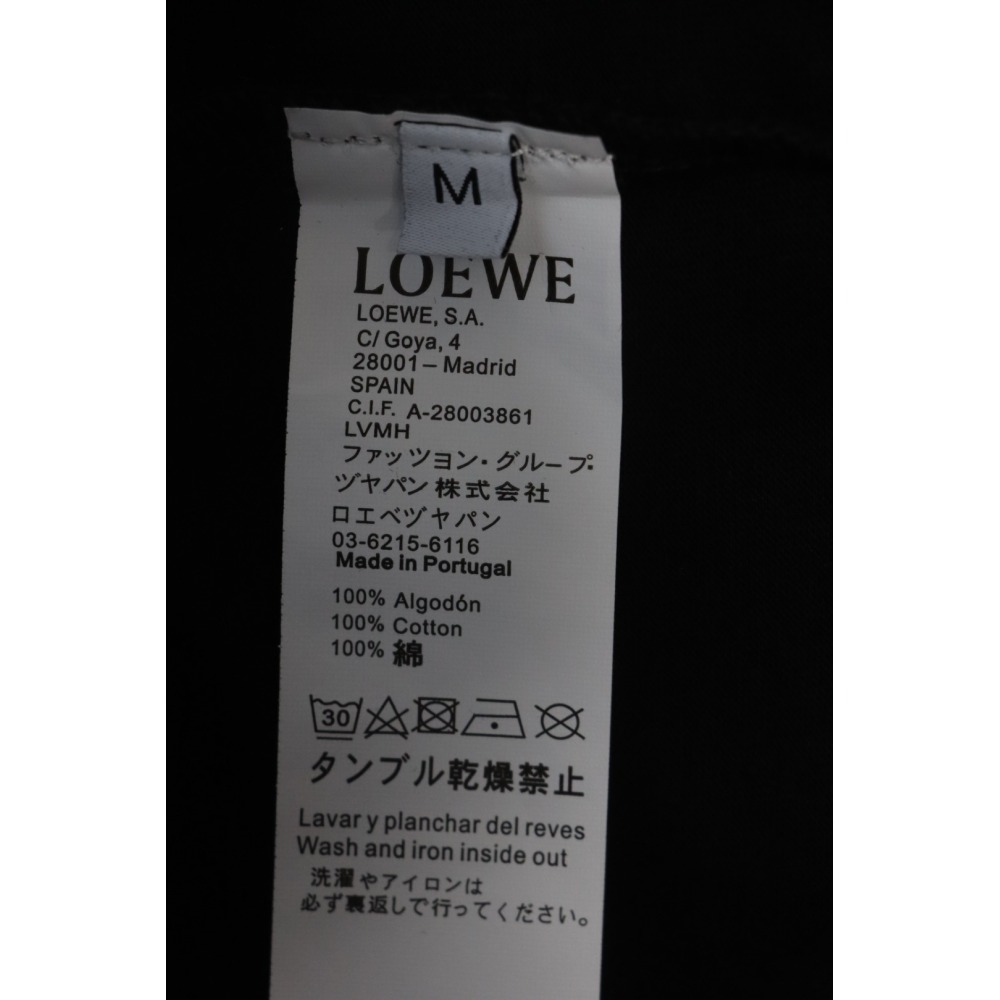 M
LOEWE
LOEWE, S.A.
C/ Goya, 4
28001 – Madrid
SPAIN
C.I.F. A-28003861
LVMH
ファッツヨン・グループ
ヅヤパン 株式会社
ロエベヅヤパン
03-6215-6116
Made in Portugal
100% Algodón
100% Cotton
100% 綿
30
タンブル乾燥禁止
Lavar y planchar del reves
Wash and iron inside out
洗濯やアイロンは
必ず裏返しで行ってください。